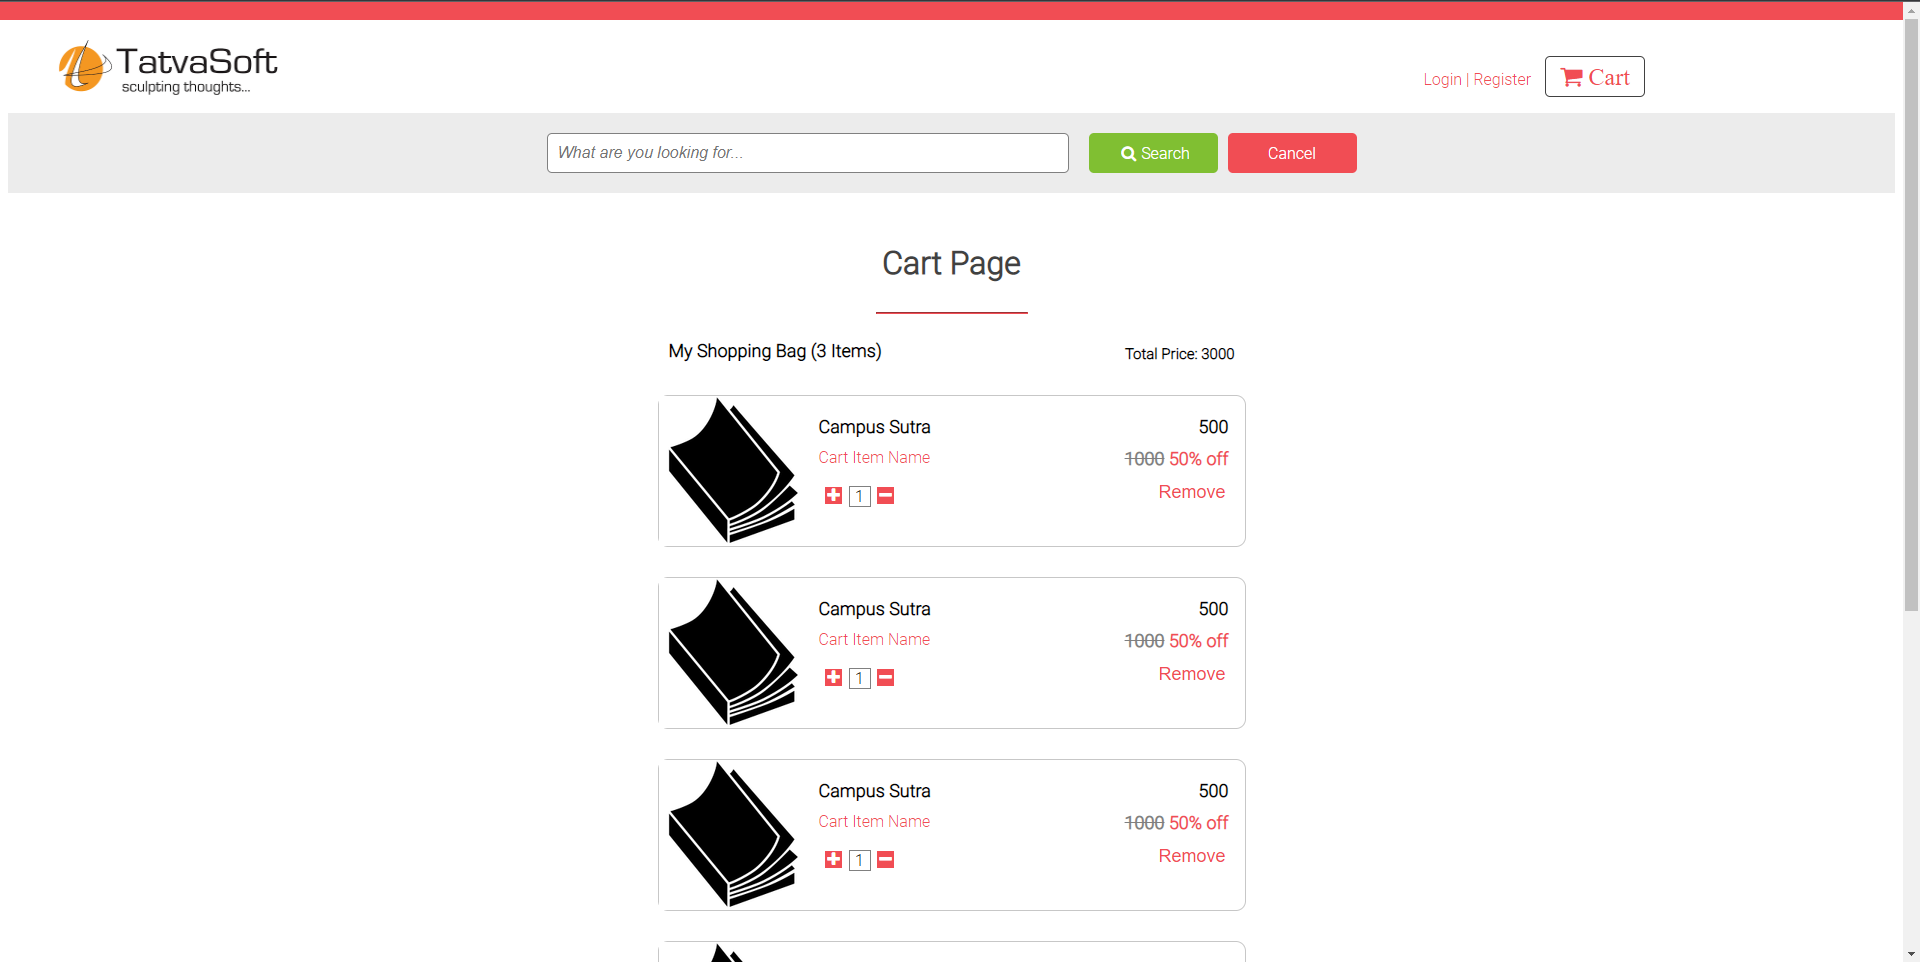 TatvaSoft
sculpting thoughts...
Login | Register
Cart
What are you looking for...
Search
Cancel
Cart Page
My Shopping Bag (3 Items)
Total Price: 3000
Campus Sutra
500
Cart Item Name
1000 50% off
1
Remove
Campus Sutra
500
Cart Item Name
1000 50% off
1
Remove
Campus Sutra
500
Cart Item Name
1000 50% off
1
Remove